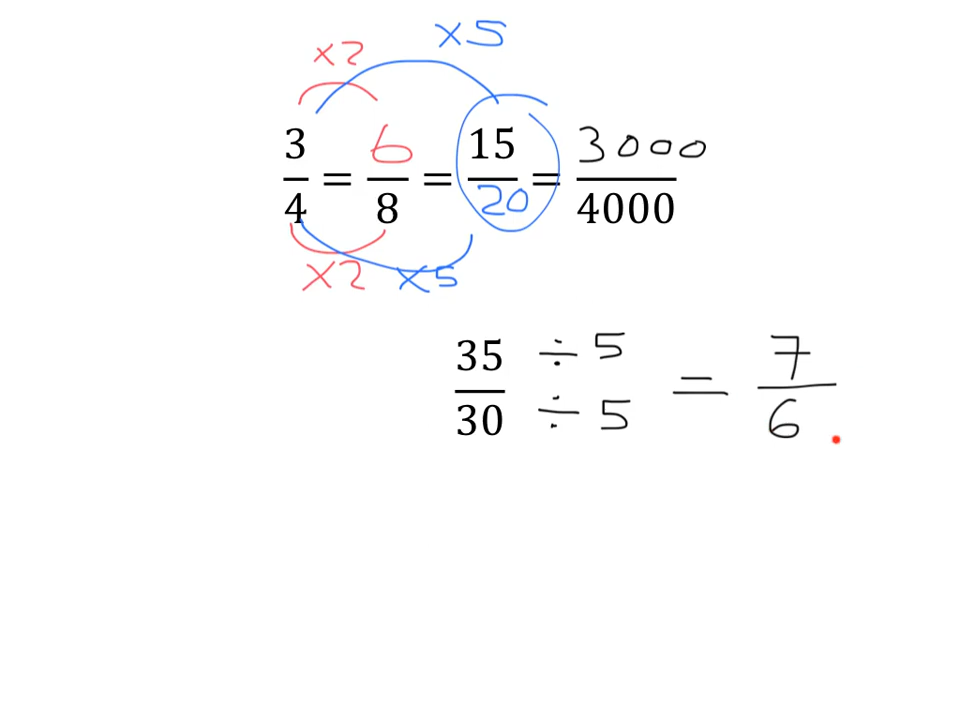 ×2 ×5
3/4 = 6/8 = 15/20 = 3000/4000
×2 ×5
35/30 ÷5/÷5 = 7/6